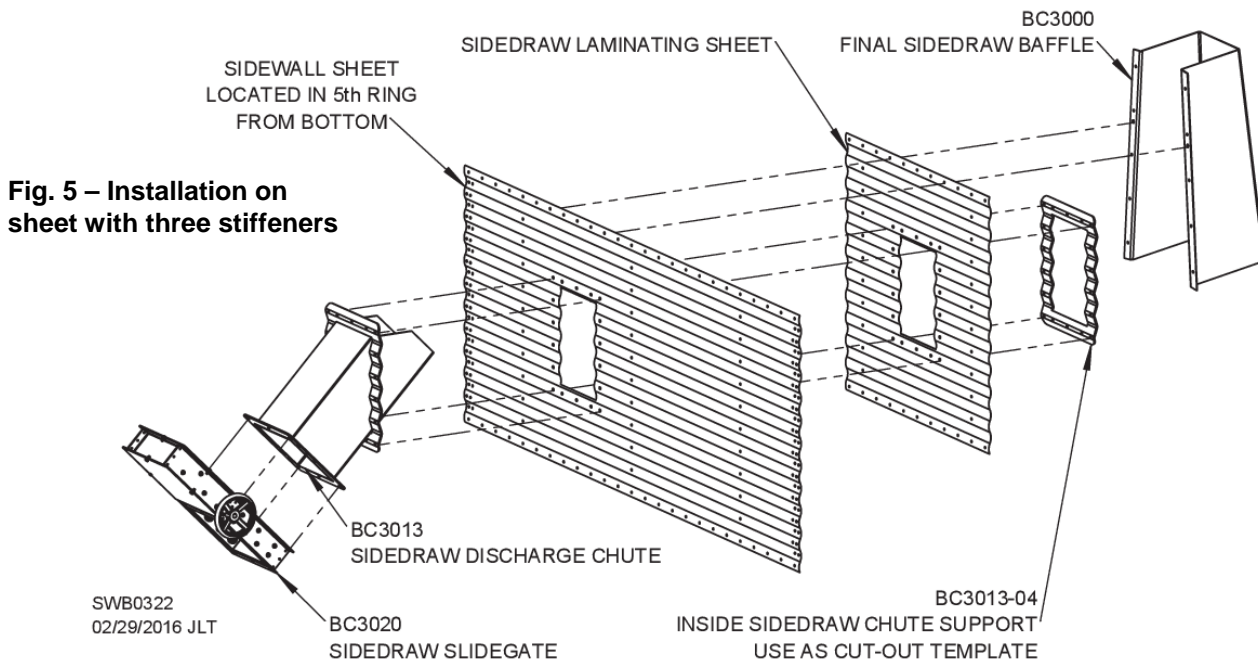 BC3000
FINAL SIDEDRAW BAFFLE
SIDEDRAW LAMINATING SHEET
SIDEWALL SHEET
LOCATED IN 5th RING
FROM BOTTOM
Fig. 5 – Installation on
sheet with three stiffeners
BC3013
SIDEDRAW DISCHARGE CHUTE
SWB0322
02/29/2016 JLT
BC3020
SIDEDRAW SLIDEGATE
BC3013-04
INSIDE SIDEDRAW CHUTE SUPPORT
USE AS CUT-OUT TEMPLATE